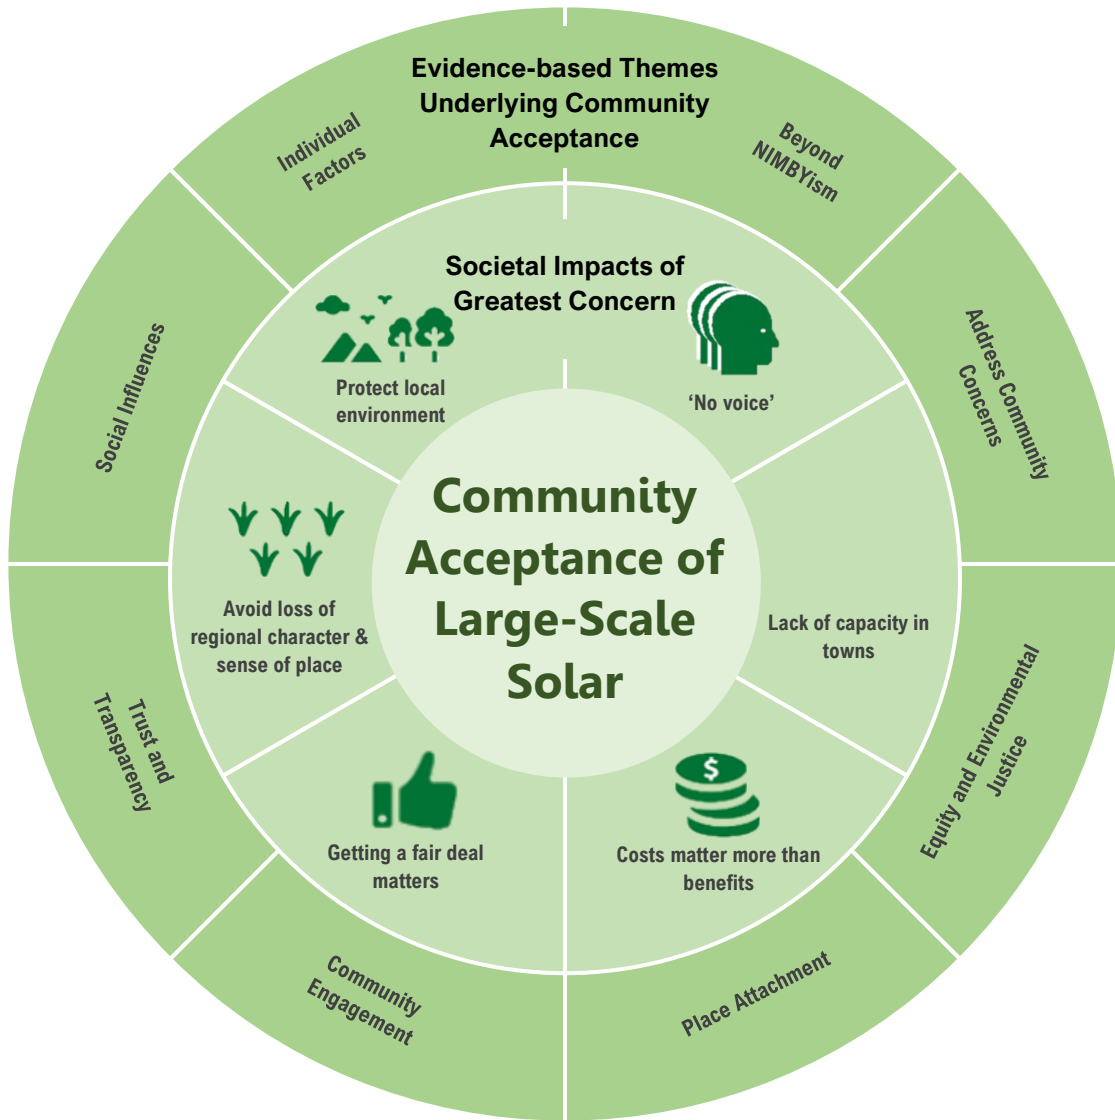 Evidence-based Themes
Underlying Community
Acceptance
Individual
Factors
Beyond
NIMBYism
Social Influences
Address Community
Concerns
Societal Impacts of
Greatest Concern
Protect local
environment
'No voice'
Community
Acceptance of
Large-Scale
Solar
Avoid loss of
regional character &
sense of place
Lack of capacity in
towns
Trust and
Transparency
Equity and Environmental
Justice
$
Getting a fair deal
matters
Costs matter more than
benefits
Community
Engagement
Place Attachment